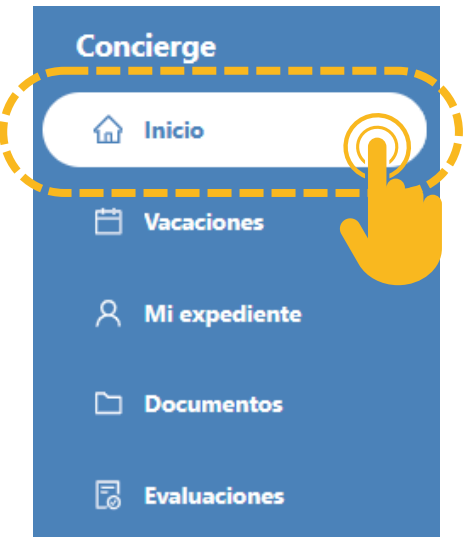 Concierge
Inicio
Vacaciones
Mi expediente
Documentos
Evaluaciones